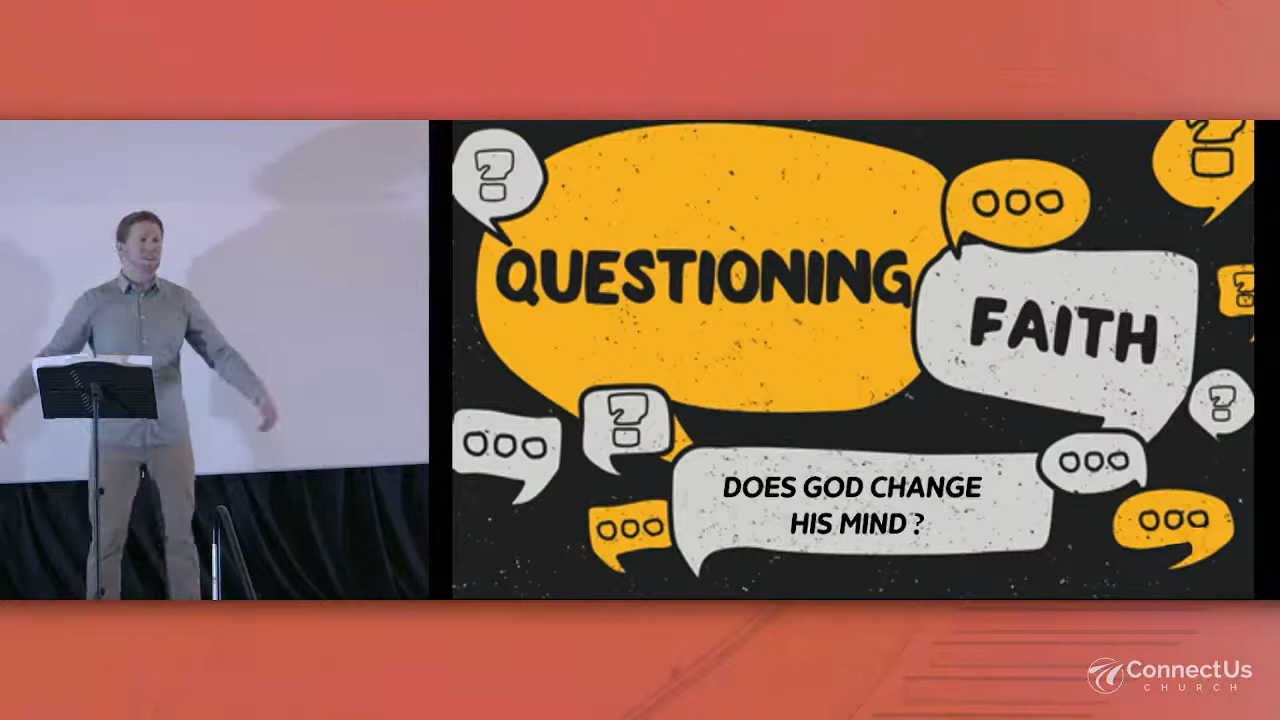 QUESTIONING
FAITH
DOES GOD CHANGE
HIS MIND?
ConnectUs
CHURCH